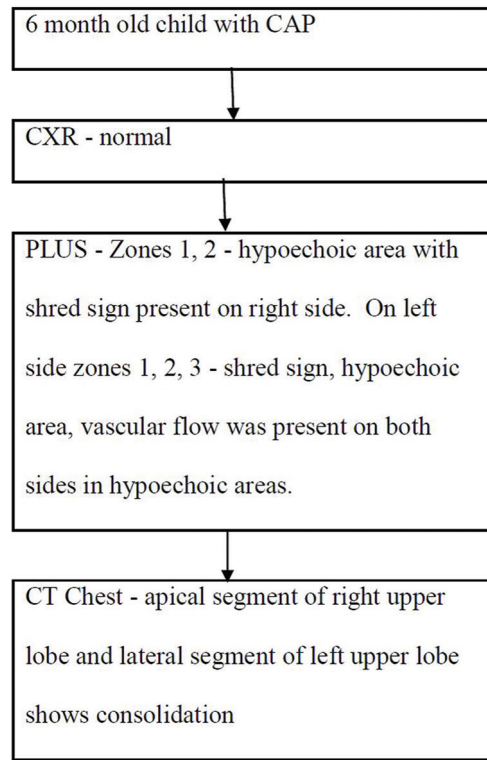 6 month old child with CAP
CXR - normal
PLUS - Zones 1, 2 - hypoechoic area with
shred sign present on right side.  On left
side zones 1, 2, 3 - shred sign, hypoechoic
area, vascular flow was present on both
sides in hypoechoic areas.
CT Chest - apical segment of right upper
lobe and lateral segment of left upper lobe
shows consolidation